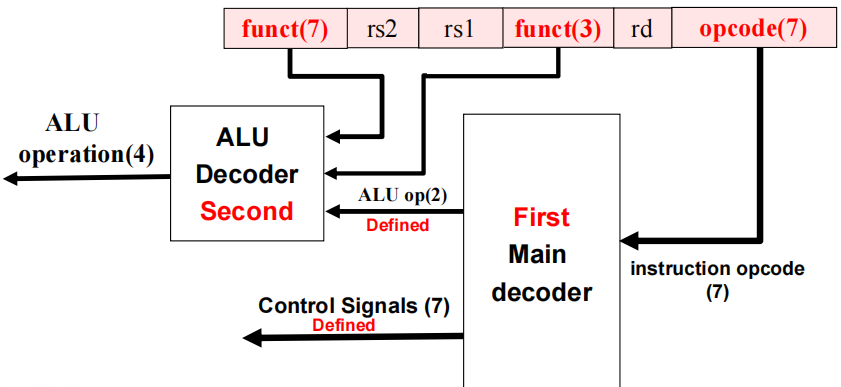 funct(7) rs2 rs1 funct(3) rd opcode(7)
ALU
operation(4)
ALU
Decoder
Second
ALU op(2)
Defined
First
Main
decoder
instruction opcode
(7)
Control Signals (7)
Defined